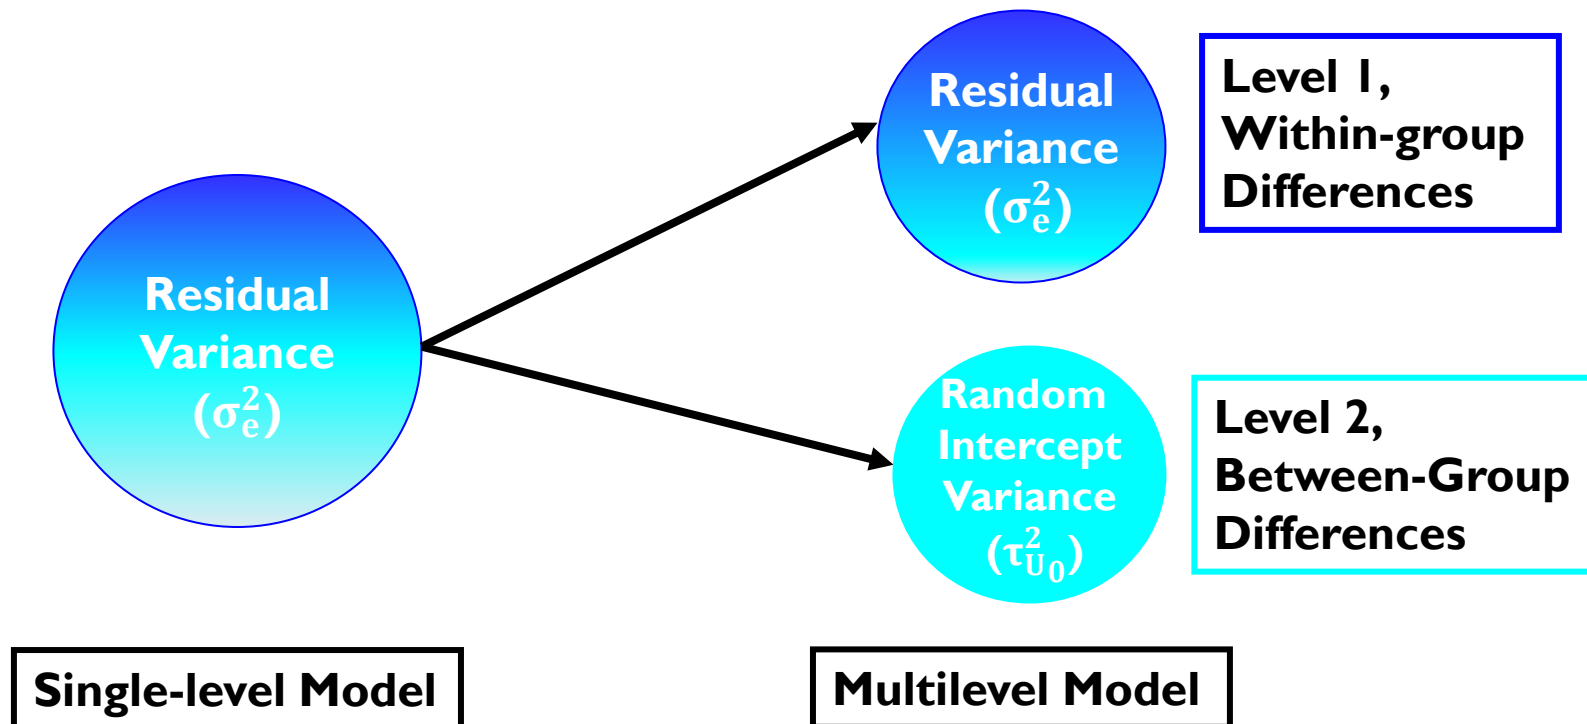 Residual
Variance
(σ²ₑ)
Single-level Model
Residual
Variance
(σ²ₑ)
Level 1,
Within-group
Differences
Random
Intercept
Variance
(τ²_U₀)
Level 2,
Between-Group
Differences
Multilevel Model